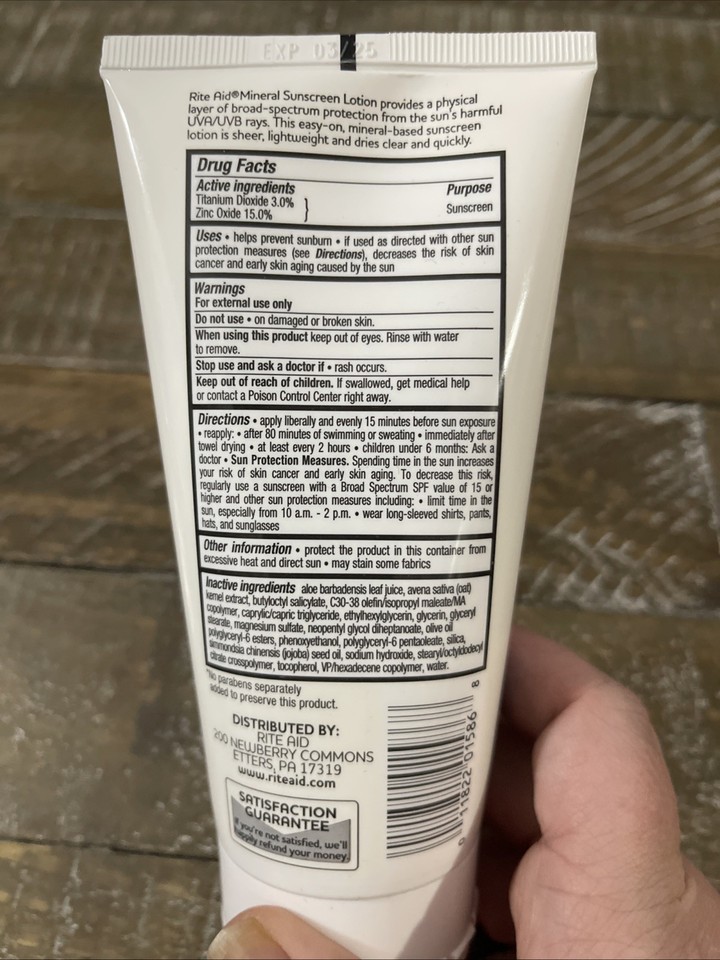 EXP 03/25
Rite Aid®Mineral Sunscreen Lotion provides a physical
layer of broad-spectrum protection from the sun's harmful
UVA/UVB rays. This easy-on, mineral-based sunscreen
lotion is sheer, lightweight and dries clear and quickly.
Drug Facts
Active ingredients Purpose
Titanium Dioxide 3.0%
Zinc Oxide 15.0% } Sunscreen
Uses • helps prevent sunburn • if used as directed with other sun
protection measures (see Directions), decreases the risk of skin
cancer and early skin aging caused by the sun
Warnings
For external use only
Do not use • on damaged or broken skin.
When using this product keep out of eyes. Rinse with water
to remove.
Stop use and ask a doctor if • rash occurs.
Keep out of reach of children. If swallowed, get medical help
or contact a Poison Control Center right away.
Directions • apply liberally and evenly 15 minutes before sun exposure
• reapply: • after 80 minutes of swimming or sweating • immediately after
towel drying • at least every 2 hours • children under 6 months: Ask a
doctor • Sun Protection Measures. Spending time in the sun increases
your risk of skin cancer and early skin aging. To decrease this risk,
regularly use a sunscreen with a Broad Spectrum SPF value of 15 or
higher and other sun protection measures including: • limit time in the
sun, especially from 10 a.m. - 2 p.m. • wear long-sleeved shirts, pants,
hats, and sunglasses
Other information • protect the product in this container from
excessive heat and direct sun • may stain some fabrics
Inactive ingredients aloe barbadensis leaf juice, avena sativa (oat)
kernel extract, butyloctyl salicylate, C30-38 olefin/isopropyl maleate/MA
copolymer, caprylic/capric triglyceride, ethylhexylglycerin, glycerin, glyceryl
stearate, magnesium sulfate, neopentyl glycol diheptanoate, olive oil
polyglyceryl-6 esters, phenoxyethanol, polyglyceryl-6 pentaoleate, silica,
simmondsia chinensis (jojoba) seed oil, sodium hydroxide, stearyl/octyldodecyl
citrate crosspolymer, tocopherol, VP/hexadecene copolymer, water.
*No parabens separately
added to preserve this product.
DISTRIBUTED BY:
RITE AID
200 NEWBERRY COMMONS
ETTERS, PA 17319
www.riteaid.com
SATISFACTION
GUARANTEE
If you're not satisfied, we'll
happily refund your money.
0 11822 01586 8